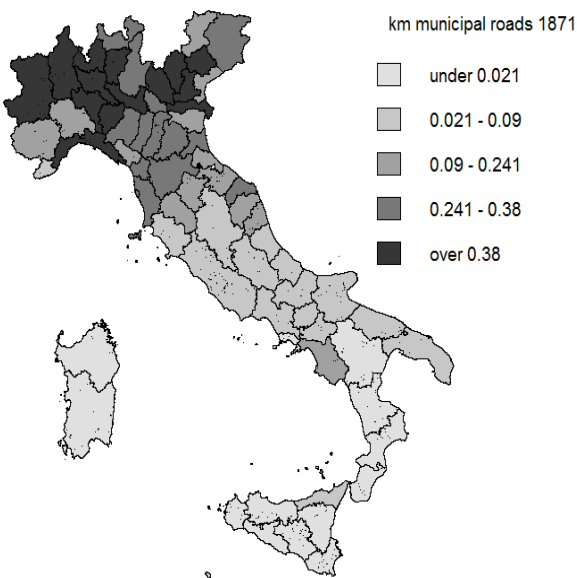 km municipal roads 1871
under 0.021
0.021 - 0.09
0.09 - 0.241
0.241 - 0.38
over 0.38